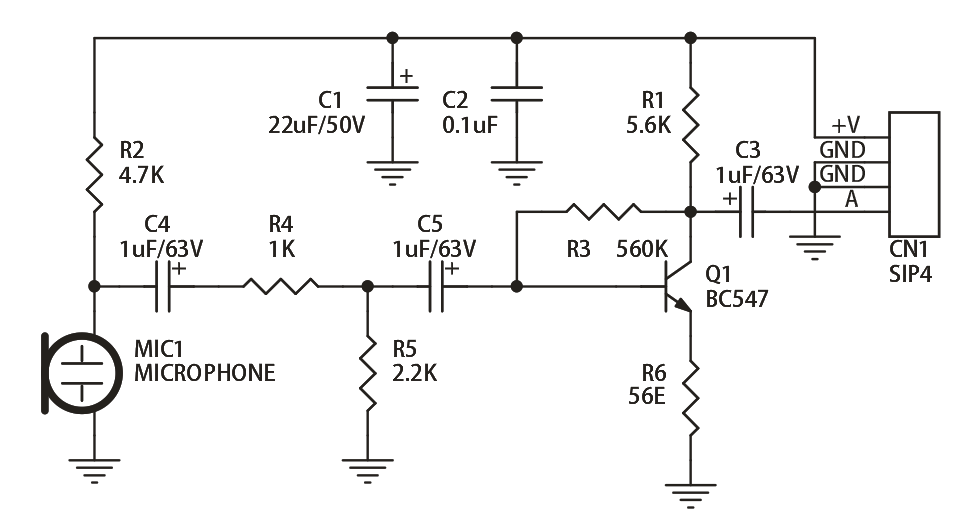 C1
22uF/50V
+
C2
0.1uF
R1
5.6K
+V
GND
GND
A
CN1
SIP4
R2
4.7K
C3
1uF/63V
+
C4
1uF/63V
+
R4
1K
C5
1uF/63V
+
R3 560K
Q1
BC547
MIC1
MICROPHONE
R5
2.2K
R6
56E